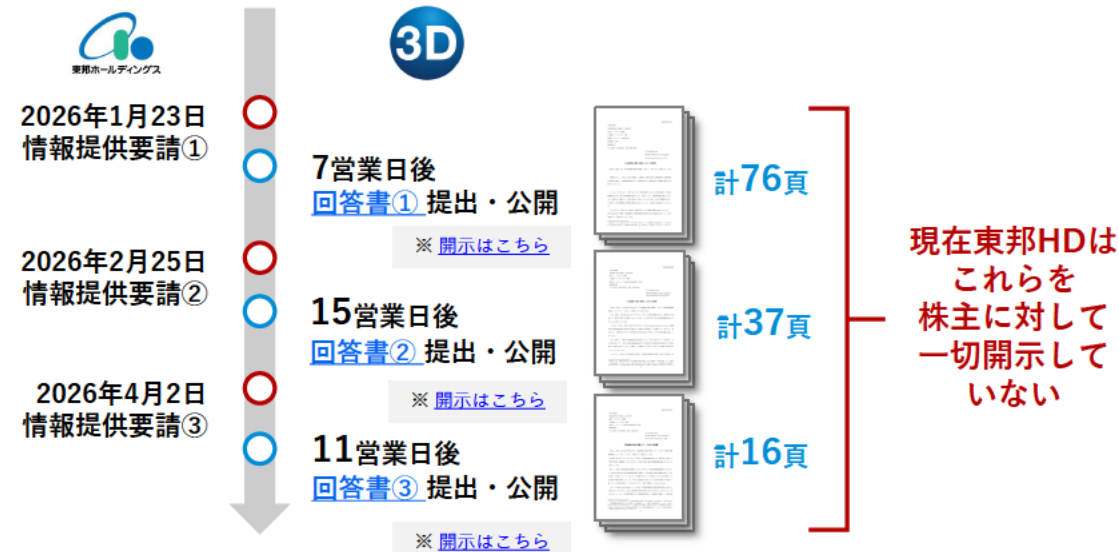 東邦ホールディングス
3D
2026年1月23日
情報提供要請①
7営業日後
回答書① 提出・公開
※ 開示はこちら
計76頁
2026年2月25日
情報提供要請②
15営業日後
回答書② 提出・公開
※ 開示はこちら
計37頁
2026年4月2日
情報提供要請③
11営業日後
回答書③ 提出・公開
※ 開示はこちら
計16頁
現在東邦HDは
これらを
株主に対して
一切開示して
いない